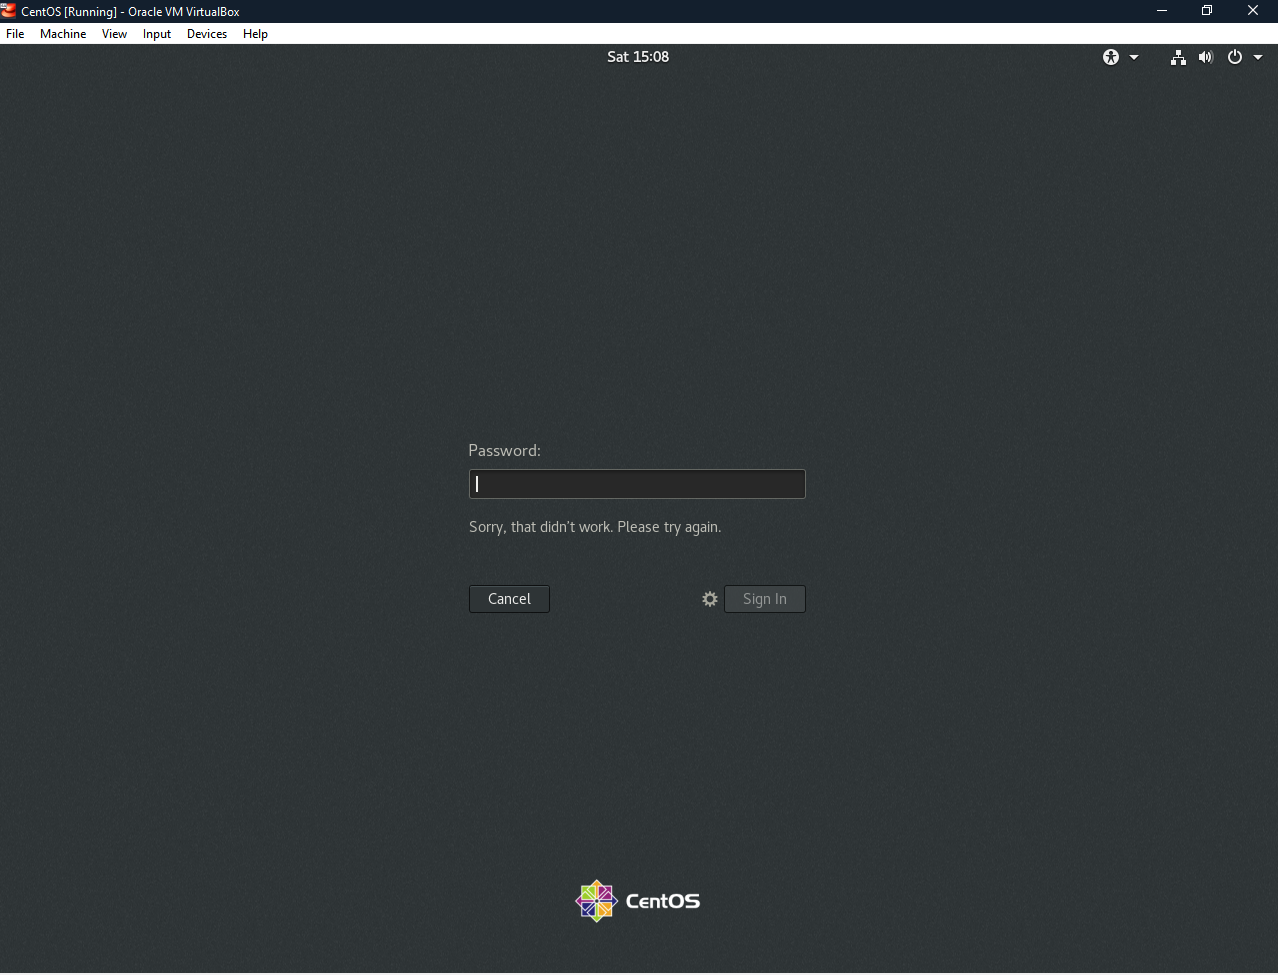 CentOS [Running] - Oracle VM VirtualBox
File Machine View Input Devices Help
Sat 15:08
Password:
Sorry, that didn't work. Please try again.
Cancel
Sign In
CentOS